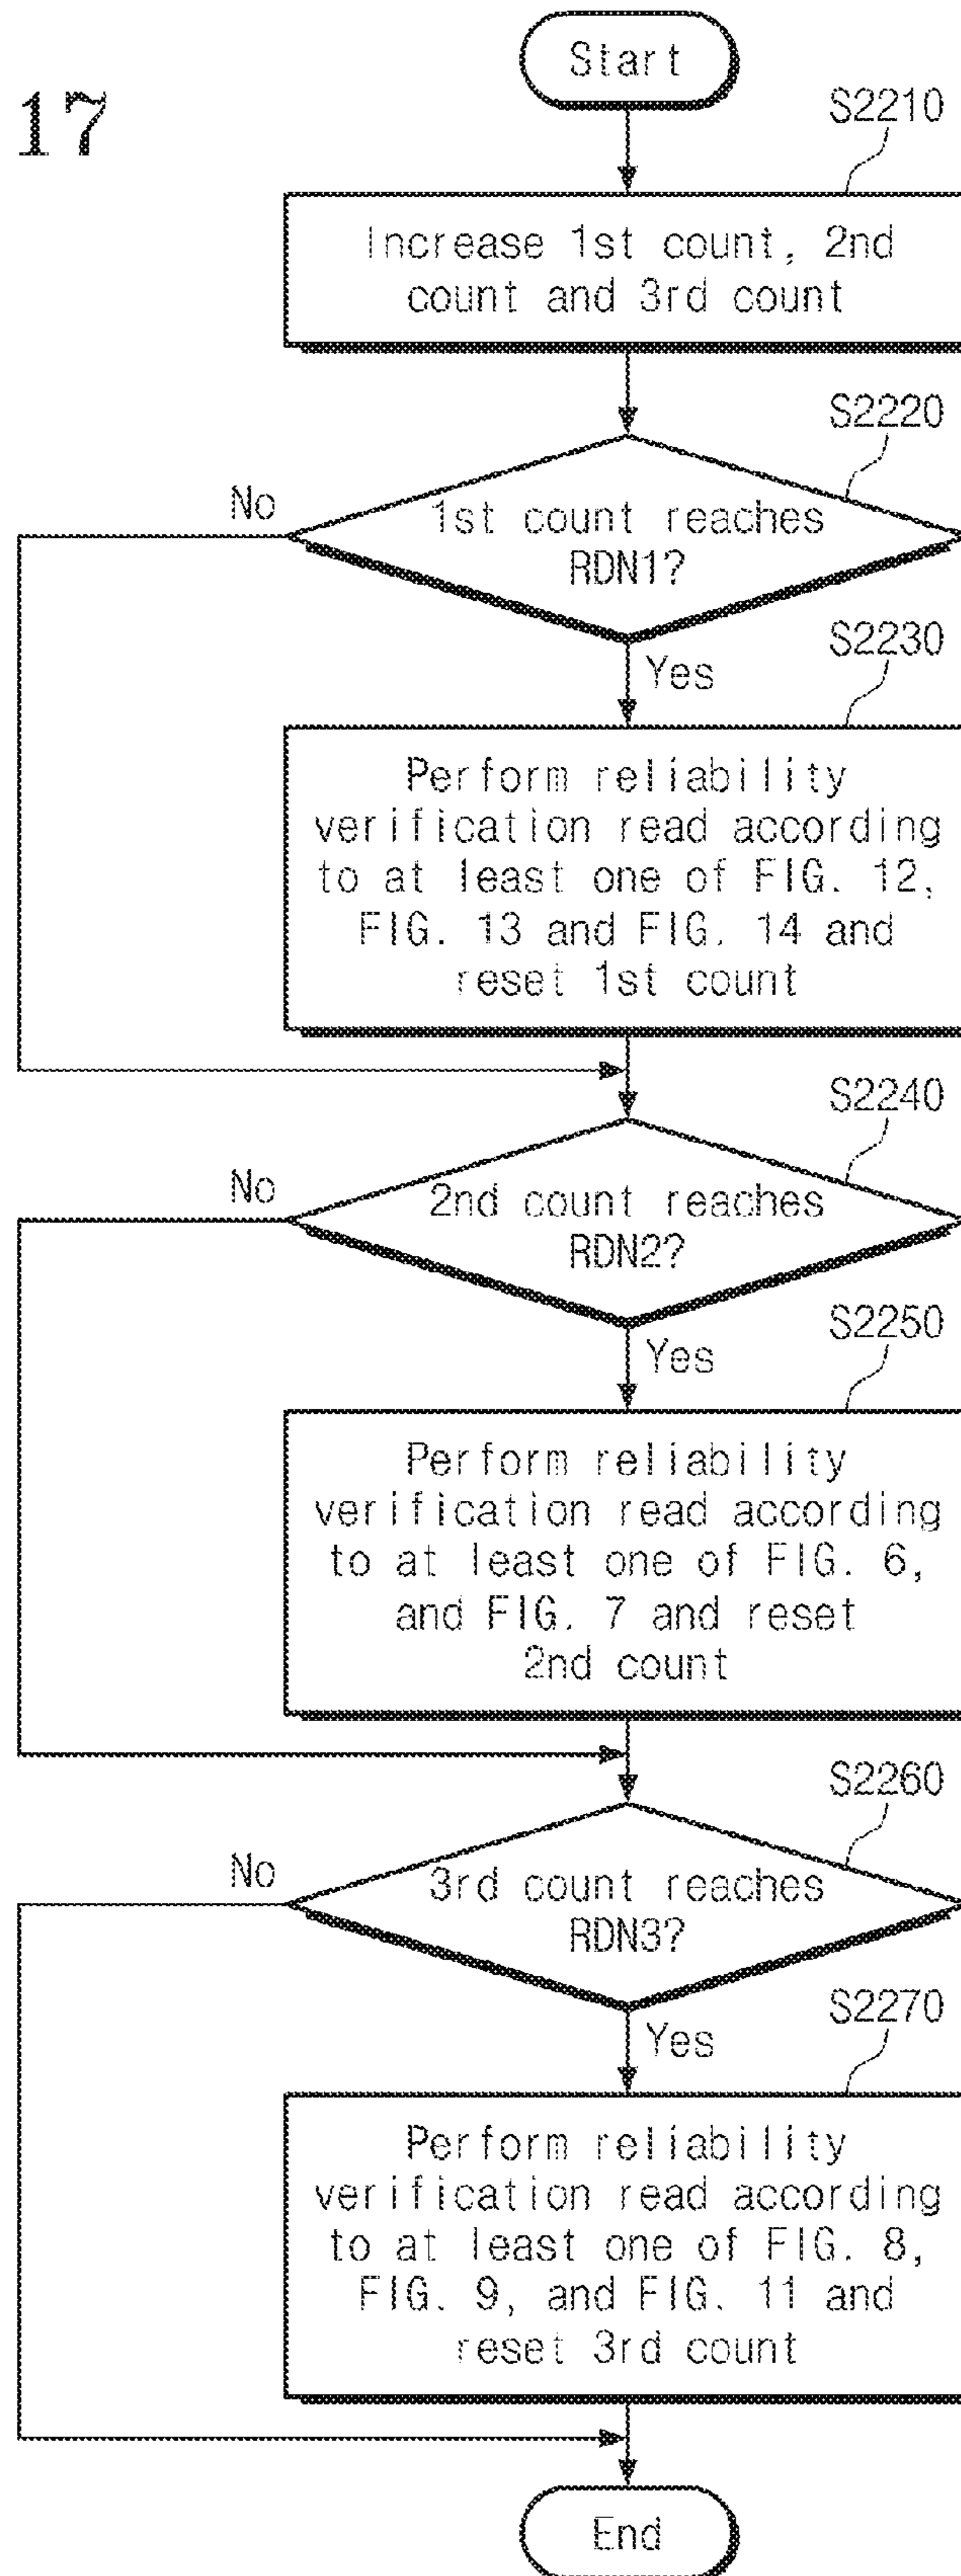 17
Start
S2210
Increase 1st count, 2nd
count and 3rd count
S2220
No
1st count reaches
RDN1?
S2230
Yes
Perform reliability
verification read according
to at least one of FIG. 12,
FIG. 13 and FIG. 14 and
reset 1st count
S2240
No
2nd count reaches
RDN2?
S2250
Yes
Perform reliability
verification read according
to at least one of FIG. 6,
and FIG. 7 and reset
2nd count
S2260
No
3rd count reaches
RDN3?
S2270
Yes
Perform reliability
verification read according
to at least one of FIG. 8,
FIG. 9, and FIG. 11 and
reset 3rd count
End